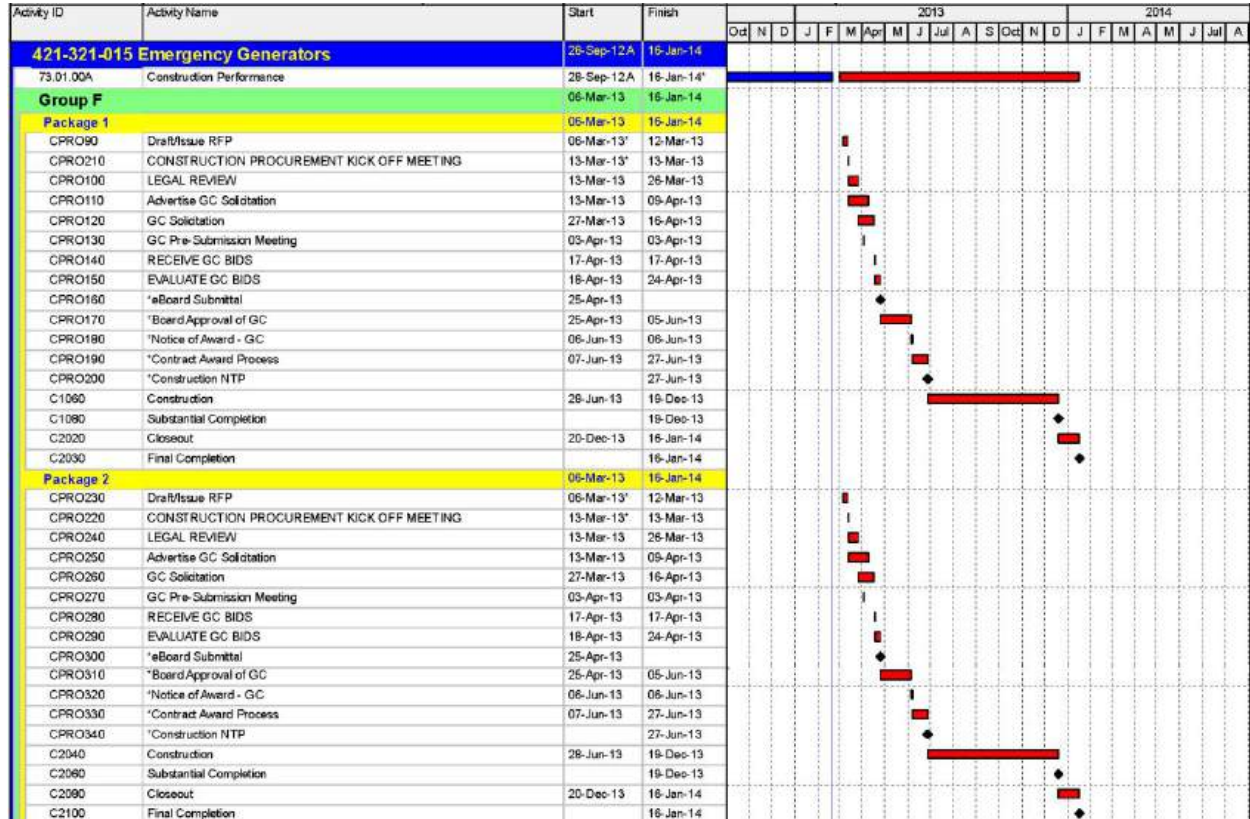 Activity ID Activity Name Start Finish 2013 2014
Oct N D J F M Apr M J Jul A S Oct N D J F M A M J Jul A
421-321-015 Emergency Generators 28-Sep-12A 16-Jan-14
73.01.00A Construction Performance 28-Sep-12A 16-Jan-14*
Group F 06-Mar-13 16-Jan-14
Package 1 06-Mar-13 16-Jan-14
CPRO90 Draft/Issue RFP 06-Mar-13* 12-Mar-13
CPRO210 CONSTRUCTION PROCUREMENT KICK OFF MEETING 13-Mar-13* 13-Mar-13
CPRO100 LEGAL REVIEW 13-Mar-13 26-Mar-13
CPRO110 Advertise GC Solicitation 13-Mar-13 09-Apr-13
CPRO120 GC Solicitation 27-Mar-13 16-Apr-13
CPRO130 GC Pre-Submission Meeting 03-Apr-13 03-Apr-13
CPRO140 RECEIVE GC BIDS 17-Apr-13 17-Apr-13
CPRO150 EVALUATE GC BIDS 18-Apr-13 24-Apr-13
CPRO160 *eBoard Submittal 25-Apr-13
CPRO170 *Board Approval of GC 25-Apr-13 05-Jun-13
CPRO180 *Notice of Award - GC 06-Jun-13 06-Jun-13
CPRO190 *Contract Award Process 07-Jun-13 27-Jun-13
CPRO200 *Construction NTP 27-Jun-13
C1060 Construction 28-Jun-13 19-Dec-13
C1080 Substantial Completion 19-Dec-13
C2020 Closeout 20-Dec-13 16-Jan-14
C2030 Final Completion 16-Jan-14
Package 2 06-Mar-13 16-Jan-14
CPRO230 Draft/Issue RFP 06-Mar-13* 12-Mar-13
CPRO220 CONSTRUCTION PROCUREMENT KICK OFF MEETING 13-Mar-13* 13-Mar-13
CPRO240 LEGAL REVIEW 13-Mar-13 26-Mar-13
CPRO250 Advertise GC Solicitation 13-Mar-13 09-Apr-13
CPRO260 GC Solicitation 27-Mar-13 16-Apr-13
CPRO270 GC Pre-Submission Meeting 03-Apr-13 03-Apr-13
CPRO280 RECEIVE GC BIDS 17-Apr-13 17-Apr-13
CPRO290 EVALUATE GC BIDS 18-Apr-13 24-Apr-13
CPRO300 *eBoard Submittal 25-Apr-13
CPRO310 *Board Approval of GC 25-Apr-13 05-Jun-13
CPRO320 *Notice of Award - GC 06-Jun-13 06-Jun-13
CPRO330 *Contract Award Process 07-Jun-13 27-Jun-13
CPRO340 *Construction NTP 27-Jun-13
C2040 Construction 28-Jun-13 19-Dec-13
C2060 Substantial Completion 19-Dec-13
C2080 Closeout 20-Dec-13 16-Jan-14
C2100 Final Completion 16-Jan-14